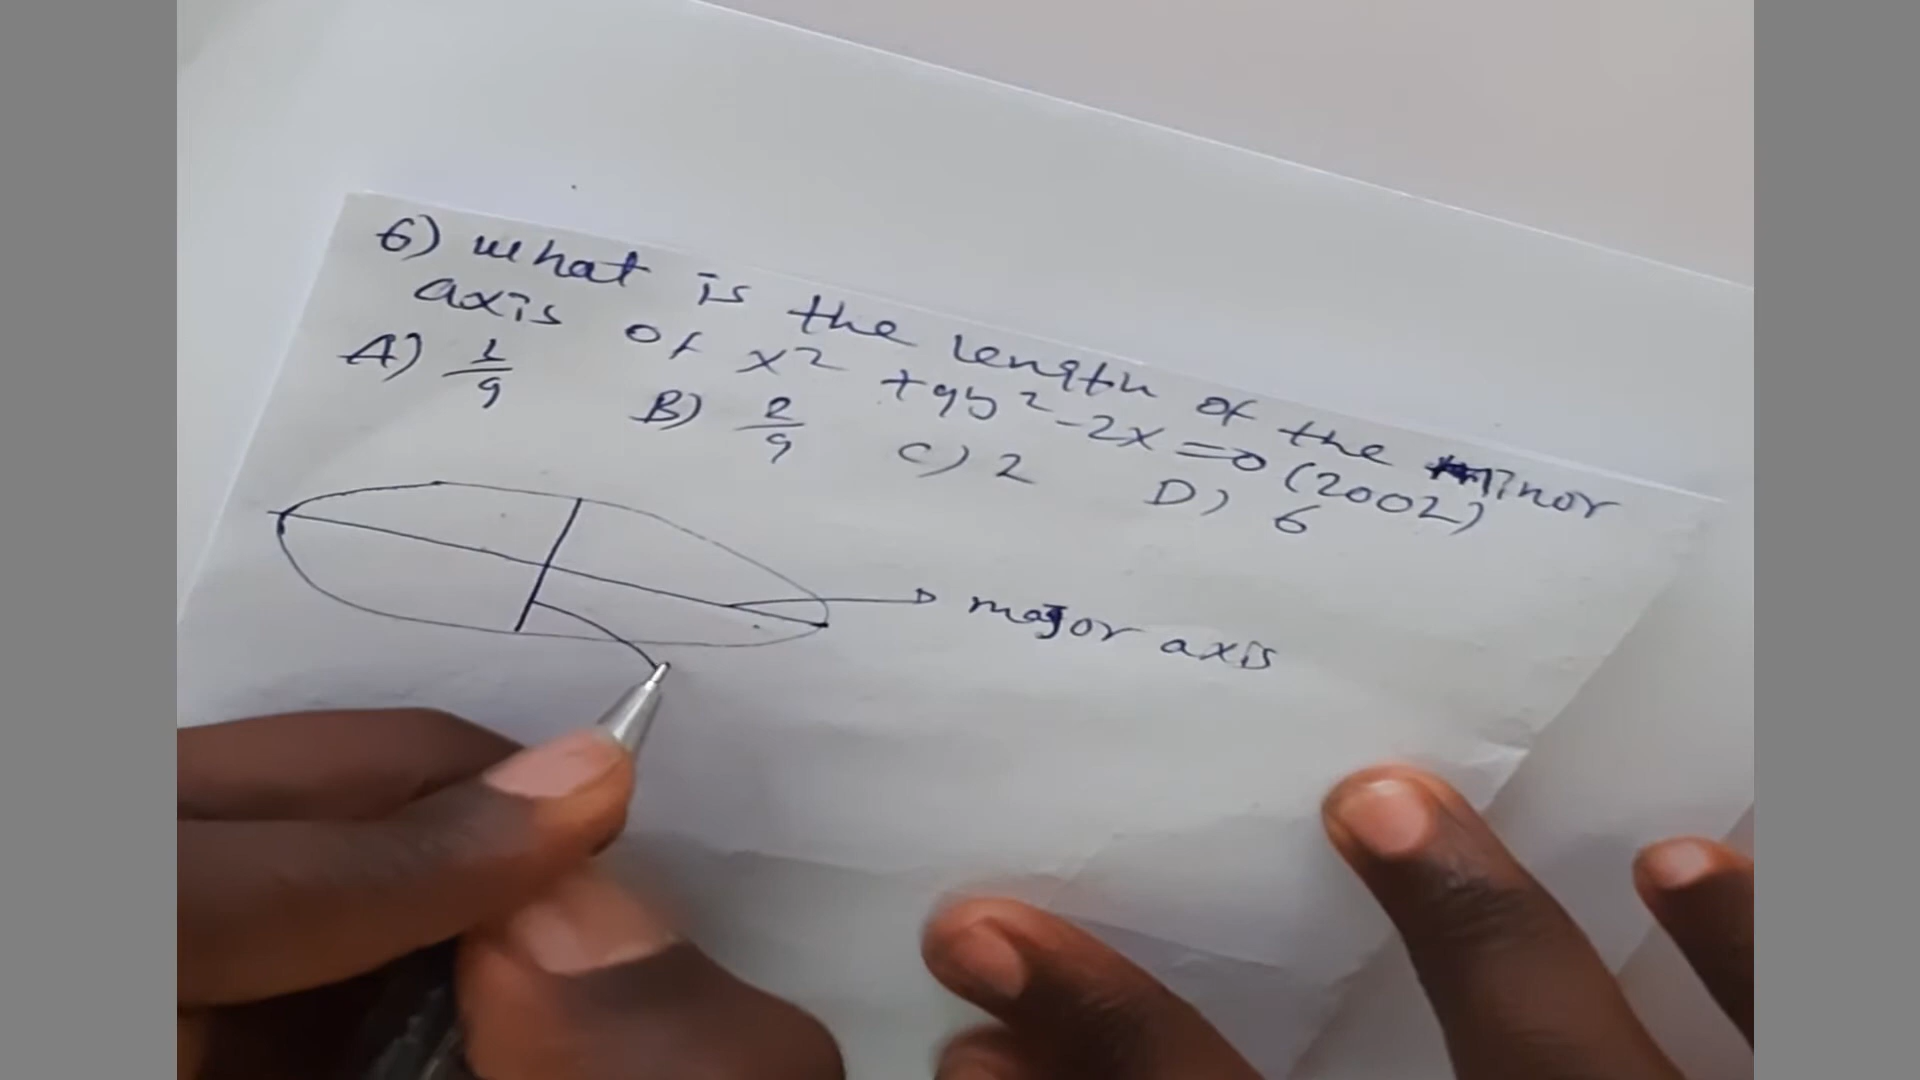 6) what is the length of the minor
axis of x² + 9y² - 2x = 0 (2002)
A) 1/9 B) 2/9 C) 2 D) 6
major axis